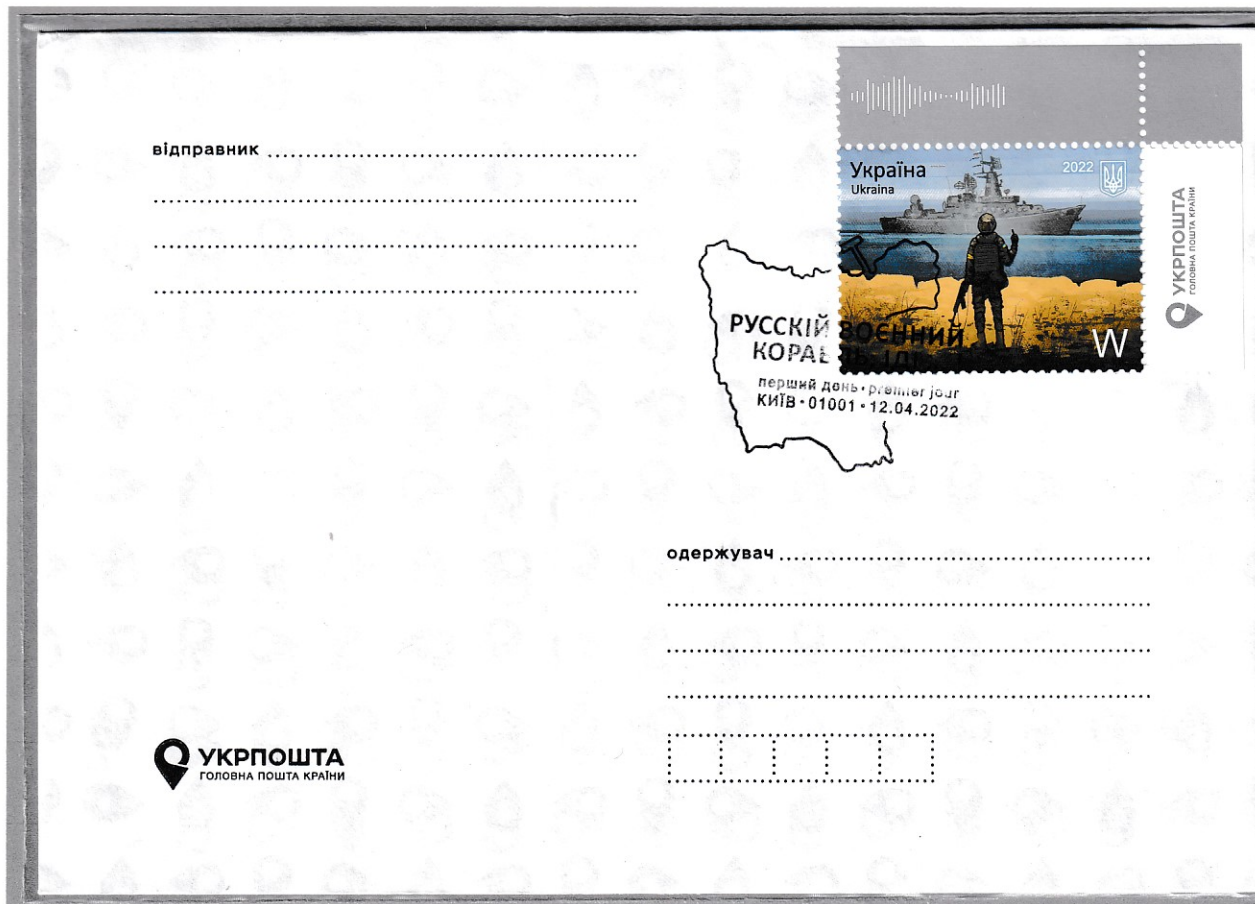 відправник
Україна
Ukraina
2022
УКРПОШТА
ГОЛОВНА ПОШТА КРАЇНИ
W
РУССКІЙ ВОЄННИЙ
перший день • premier jour
КИЇВ • 01001 • 12.04.2022
одержувач
УКРПОШТА
ГОЛОВНА ПОШТА КРАЇНИ